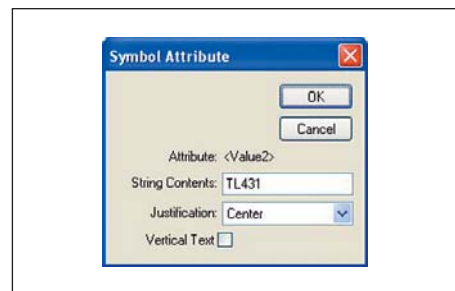 Symbol Attribute
OK
Cancel
Attribute: <Value2>
String Contents: TL431
Justification: Center
Vertical Text